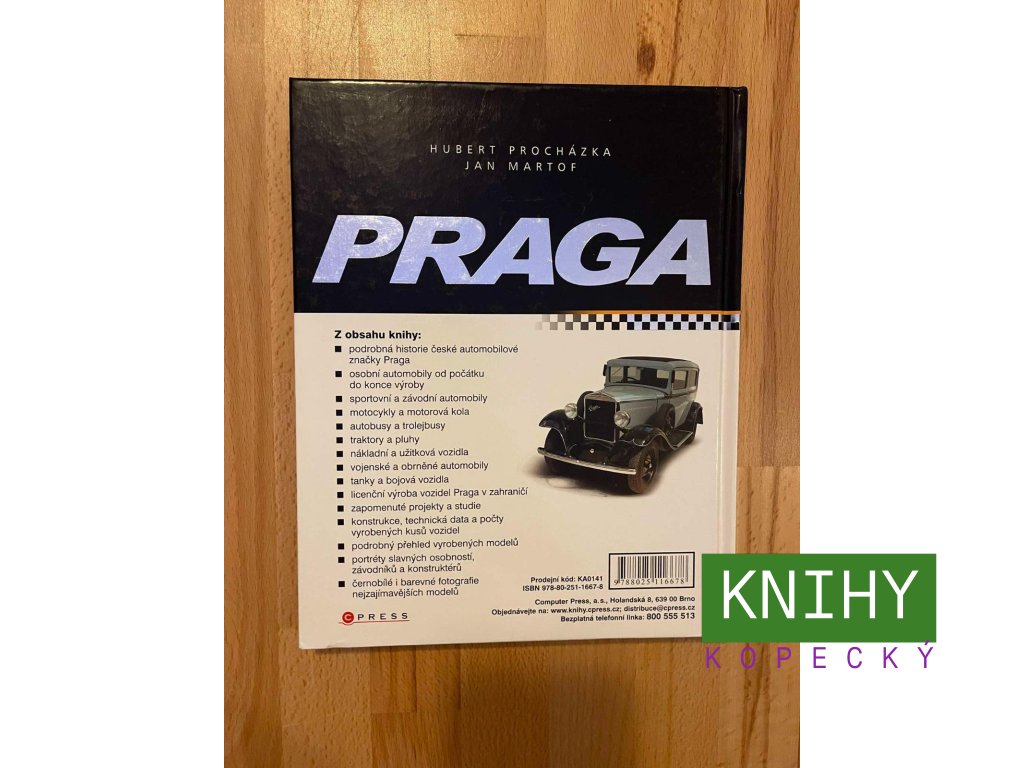 HUBERT PROCHÁZKA
JAN MARTOF
PRAGA
Z obsahu knihy:
podrobná historie české automobilové
značky Praga
osobní automobily od počátku
do konce výroby
sportovní a závodní automobily
motocykly a motorová kola
autobusy a trolejbusy
traktory a pluhy
nákladní a užitková vozidla
vojenské a obrněné automobily
tanky a bojová vozidla
licenční výroba vozidel Praga v zahraničí
zapomenuté projekty a studie
konstrukce, technická data a počty
vyrobených kusů vozidel
podrobný přehled vyrobených modelů
portréty slavných osobností,
závodníků a konstruktérů
černobílé i barevné fotografie
nejzajímavějších modelů
CPRESS
Prodejní kód: KA0141
ISBN 978-80-251-1667-8
9788025116678
Computer Press, a.s., Holandská 8, 639 00 Brno
Objednávejte na: www.knihy.cpress.cz; distribuce@cpress.cz
Bezplatná telefonní linka: 800 555 513
KNIHY
KOPECKÝ